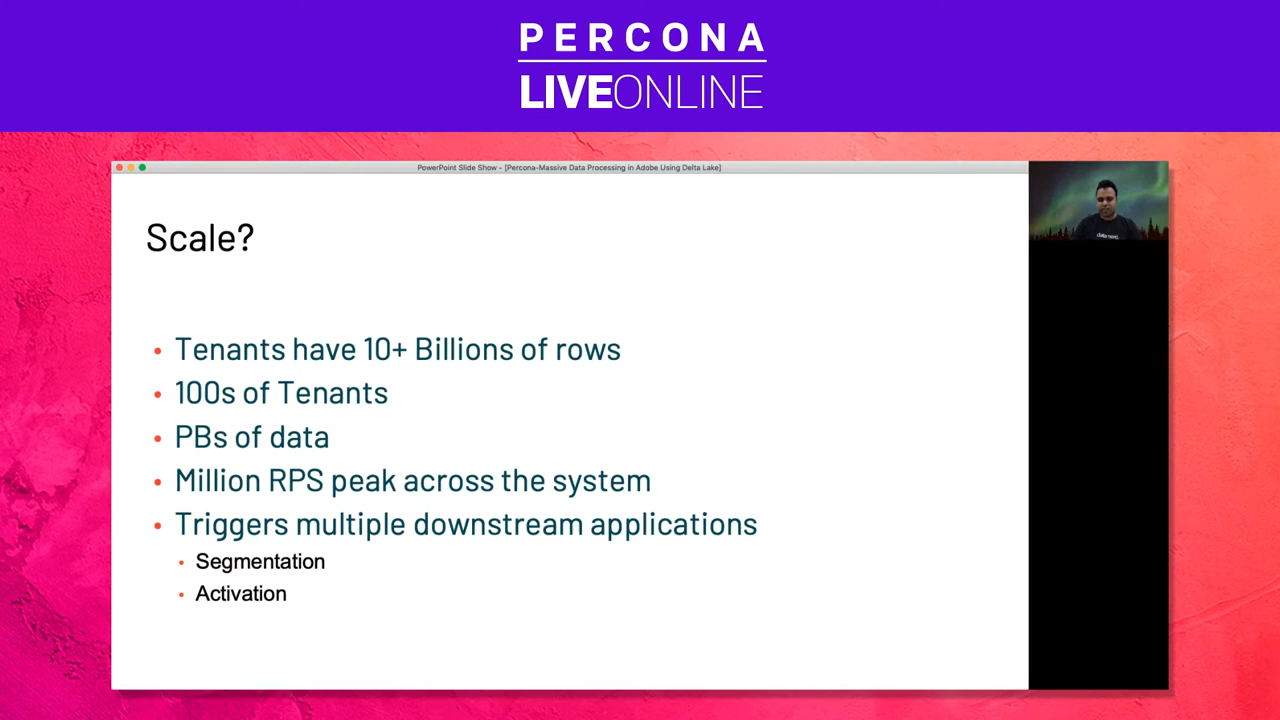 PERCONA
LIVEONLINE
PowerPoint Slide Show - [Percona-Massive Data Processing in Adobe Using Delta Lake]
Scale?
• Tenants have 10+ Billions of rows
• 100s of Tenants
• PBs of data
• Million RPS peak across the system
• Triggers multiple downstream applications
• Segmentation
• Activation